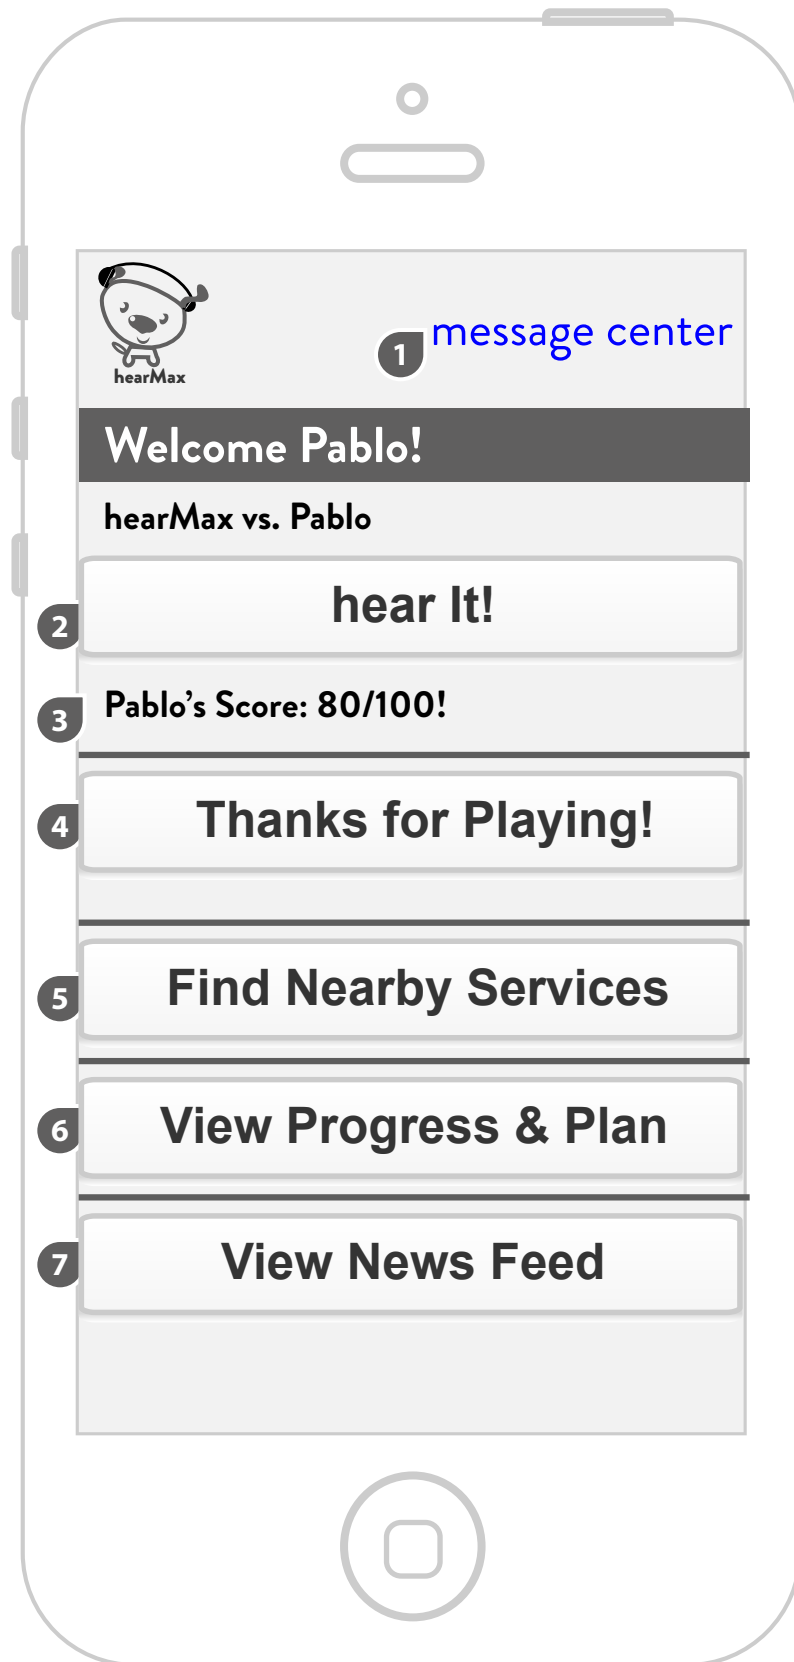 hearMax
1 message center
Welcome Pablo!
hearMax vs. Pablo
2 hear It!
3 Pablo’s Score: 80/100!
4 Thanks for Playing!
5 Find Nearby Services
6 View Progress & Plan
7 View News Feed